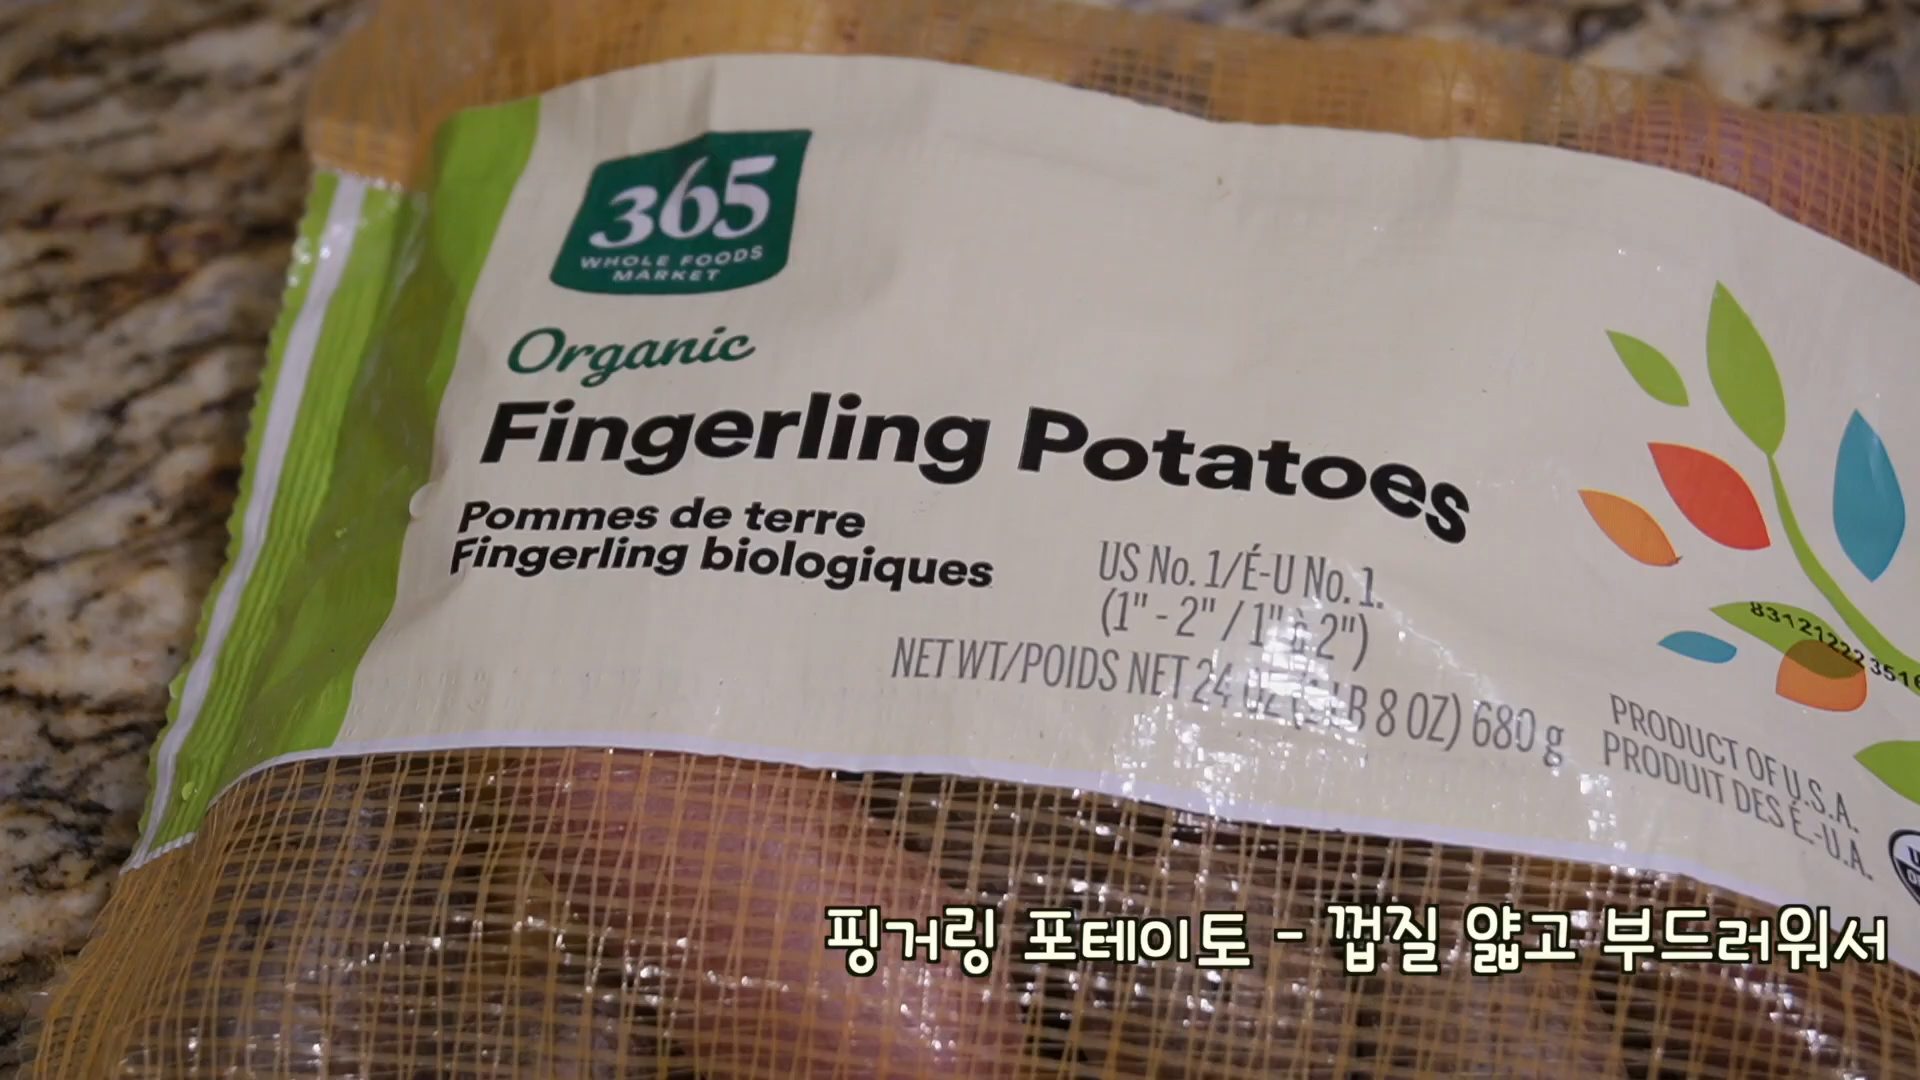 365
WHOLE FOODS
MARKET
Organic
Fingerling Potatoes
Pommes de terre
Fingerling biologiques
US No. 1/É-U No. 1.
(1" - 2" / 1" à 2")
NET WT/POIDS NET 24 OZ (1 LB 8 OZ) 680 g
PRODUCT OF U.S.A.
PRODUIT DES É.-U.A.
핑거링 포테이토 - 껍질 얇고 부드러워서